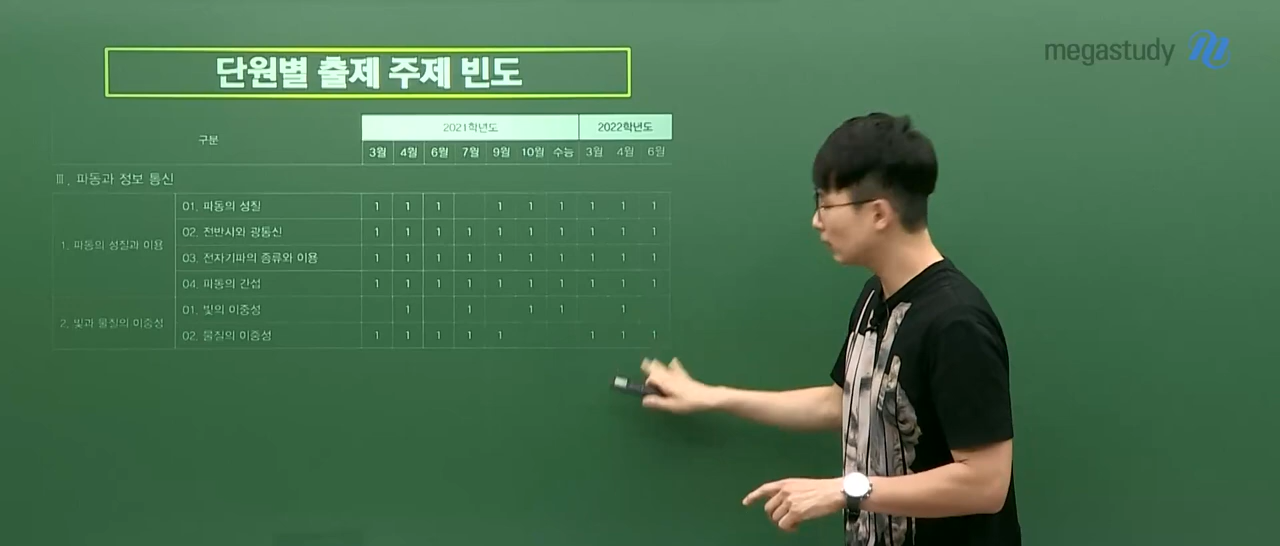 megastudy
단원별 출제 주제 빈도
구분 2021학년도 2022학년도
3월 4월 6월 7월 9월 10월 수능 3월 4월 6월
Ⅲ. 파동과 정보 통신
1. 파동의 성질과 이용
01. 파동의 성질 1 1 1 1 1 1 1 1 1
02. 전반사와 광통신 1 1 1 1 1 1 1 1 1 1
03. 전자기파의 종류와 이용 1 1 1 1 1 1 1 1 1 1
04. 파동의 간섭 1 1 1 1 1 1 1 1 1 1
2. 빛과 물질의 이중성
01. 빛의 이중성 1 1 1 1 1
02. 물질의 이중성 1 1 1 1 1 1 1 1